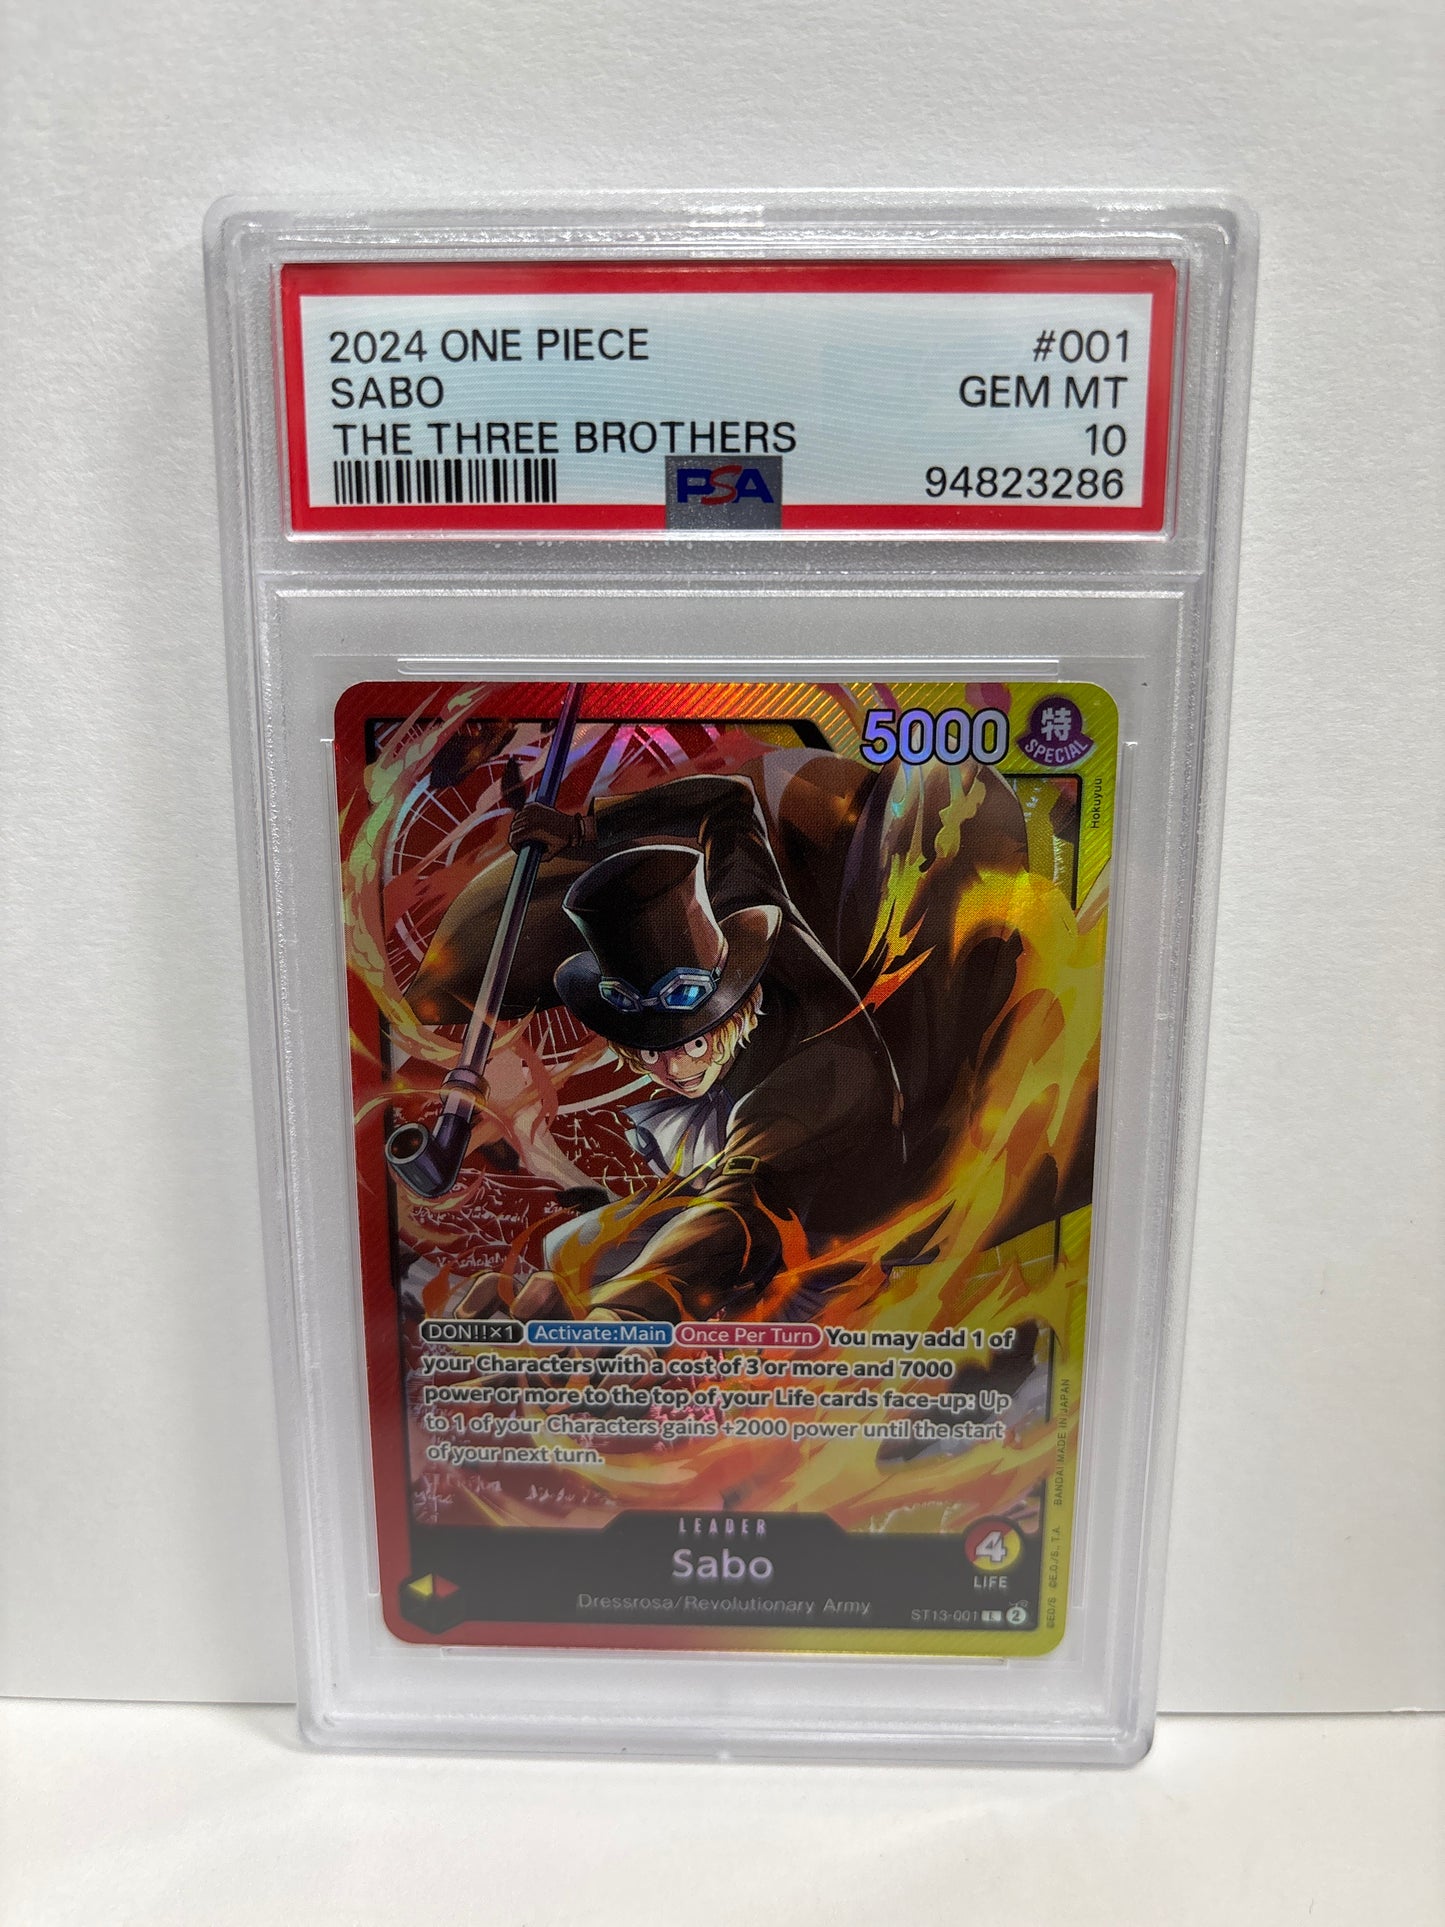 2024 ONE PIECE #001
SABO GEM MT
THE THREE BROTHERS 10
PSA 94823286
5000
特
SPECIAL
Hokuyuu
DON!!×1 Activate:Main Once Per Turn You may add 1 of
your Characters with a cost of 3 or more and 7000
power or more to the top of your Life cards face-up: Up
to 1 of your Characters gains +2000 power until the start
of your next turn.
BANDAI MADE IN JAPAN
©E.O./S., T.A.
©EO/S
LEADER
Sabo
4
LIFE
Dressrosa/Revolutionary Army
ST13-001 L 2